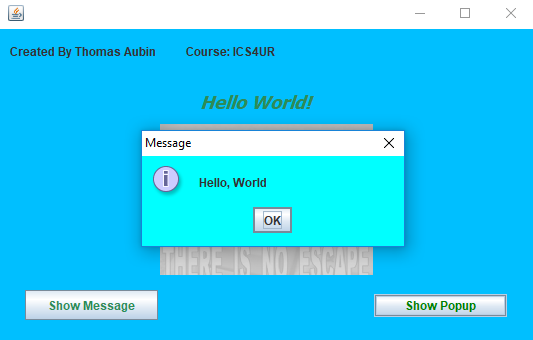 Created By Thomas Aubin Course: ICS4UR
Hello World!
Message
Hello, World
OK
THERE IS NO ESCAPE
Show Message Show Popup